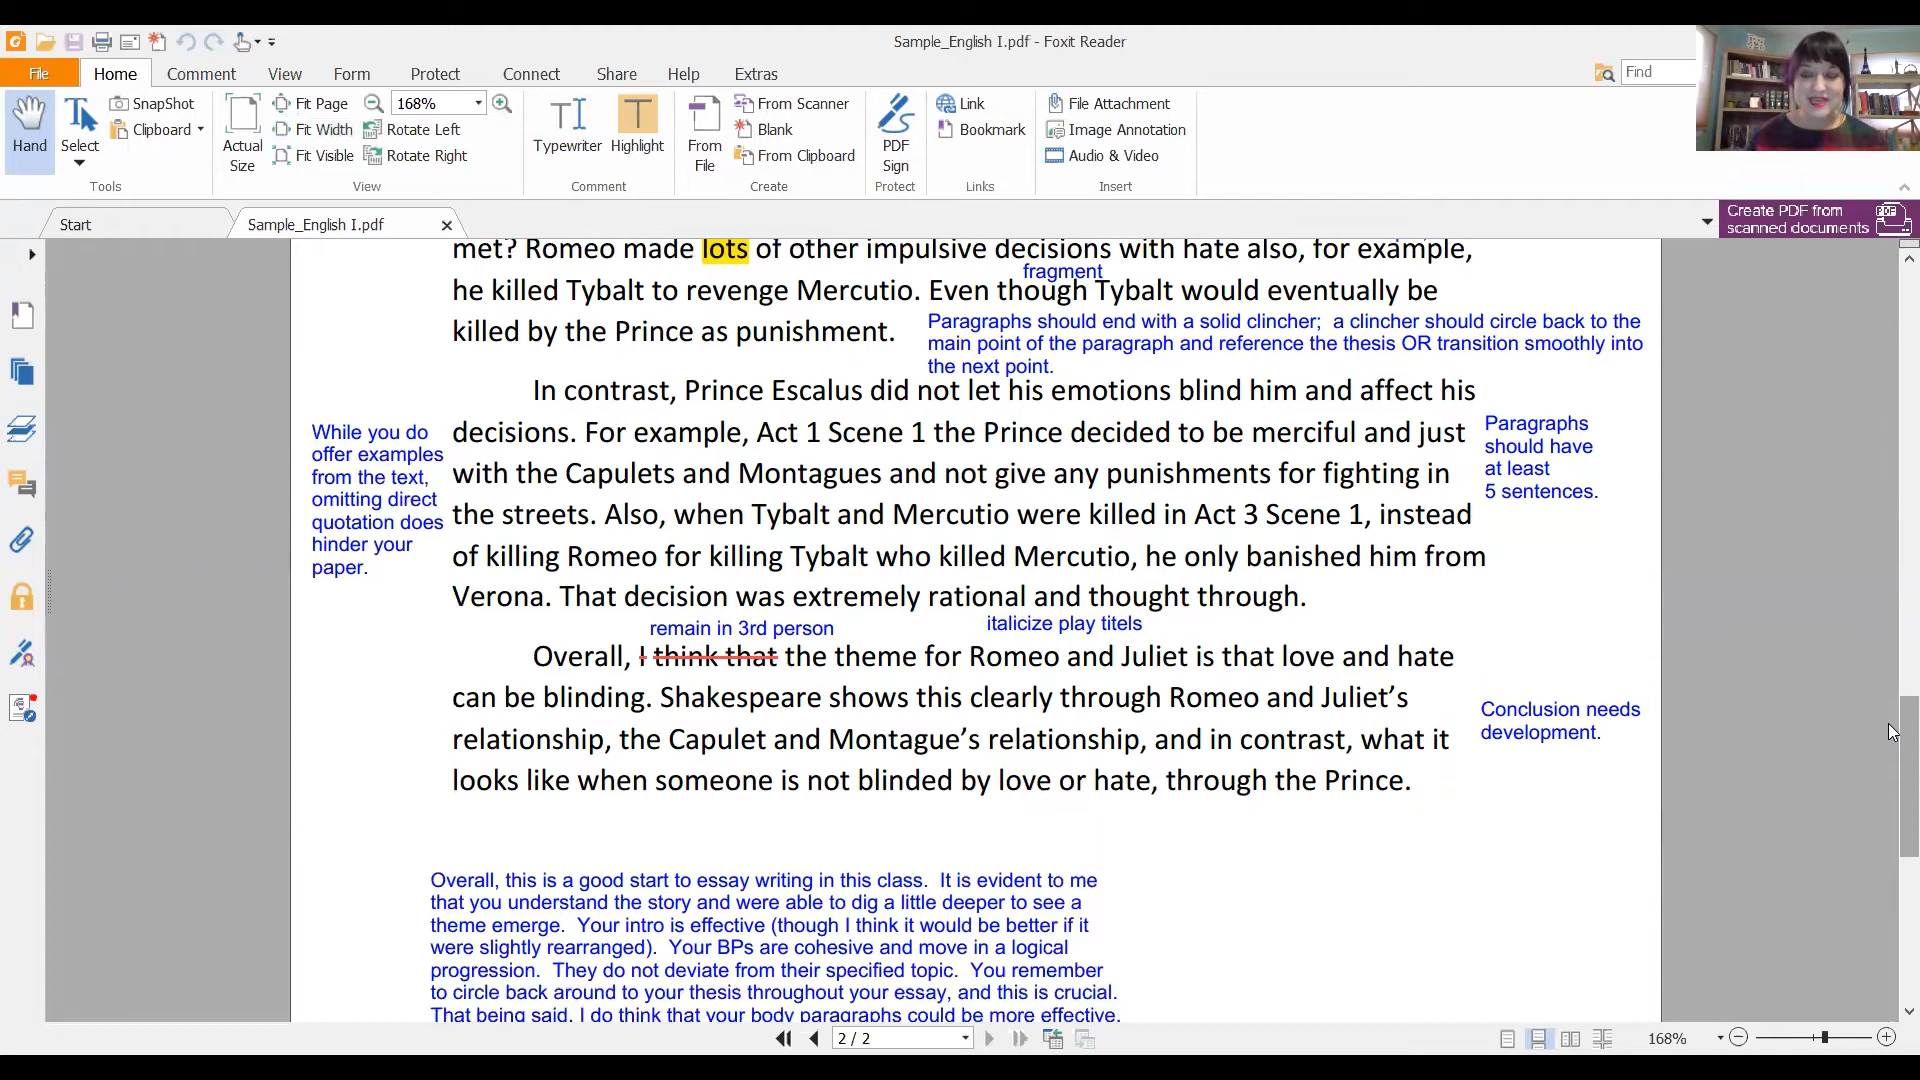 Sample_English I.pdf - Foxit Reader
File Home Comment View Form Protect Connect Share Help Extras Find
SnapShot Fit Page 168% From Scanner Link File Attachment
Clipboard Fit Width Rotate Left Blank Bookmark Image Annotation
Hand Select Actual Size Fit Visible Rotate Right Typewriter Highlight From File From Clipboard PDF Sign Audio & Video
Tools View Comment Create Protect Links Insert
Start Sample_English I.pdf Create PDF from
scanned documents
PDF
met? Romeo made lots of other impulsive decisions with hate also, for example,
fragment
he killed Tybalt to revenge Mercutio. Even though Tybalt would eventually be
killed by the Prince as punishment.
Paragraphs should end with a solid clincher; a clincher should circle back to the
main point of the paragraph and reference the thesis OR transition smoothly into
the next point.
In contrast, Prince Escalus did not let his emotions blind him and affect his
decisions. For example, Act 1 Scene 1 the Prince decided to be merciful and just
with the Capulets and Montagues and not give any punishments for fighting in
the streets. Also, when Tybalt and Mercutio were killed in Act 3 Scene 1, instead
of killing Romeo for killing Tybalt who killed Mercutio, he only banished him from
Verona. That decision was extremely rational and thought through.
While you do
offer examples
from the text,
omitting direct
quotation does
hinder your
paper.
Paragraphs
should have
at least
5 sentences.
remain in 3rd person
italicize play titels
Overall, I think that the theme for Romeo and Juliet is that love and hate
can be blinding. Shakespeare shows this clearly through Romeo and Juliet’s
relationship, the Capulet and Montague’s relationship, and in contrast, what it
looks like when someone is not blinded by love or hate, through the Prince.
Conclusion needs
development.
Overall, this is a good start to essay writing in this class. It is evident to me
that you understand the story and were able to dig a little deeper to see a
theme emerge. Your intro is effective (though I think it would be better if it
were slightly rearranged). Your BPs are cohesive and move in a logical
progression. They do not deviate from their specified topic. You remember
to circle back around to your thesis throughout your essay, and this is crucial.
That being said, I do think that your body paragraphs could be more effective.
2 / 2 168%